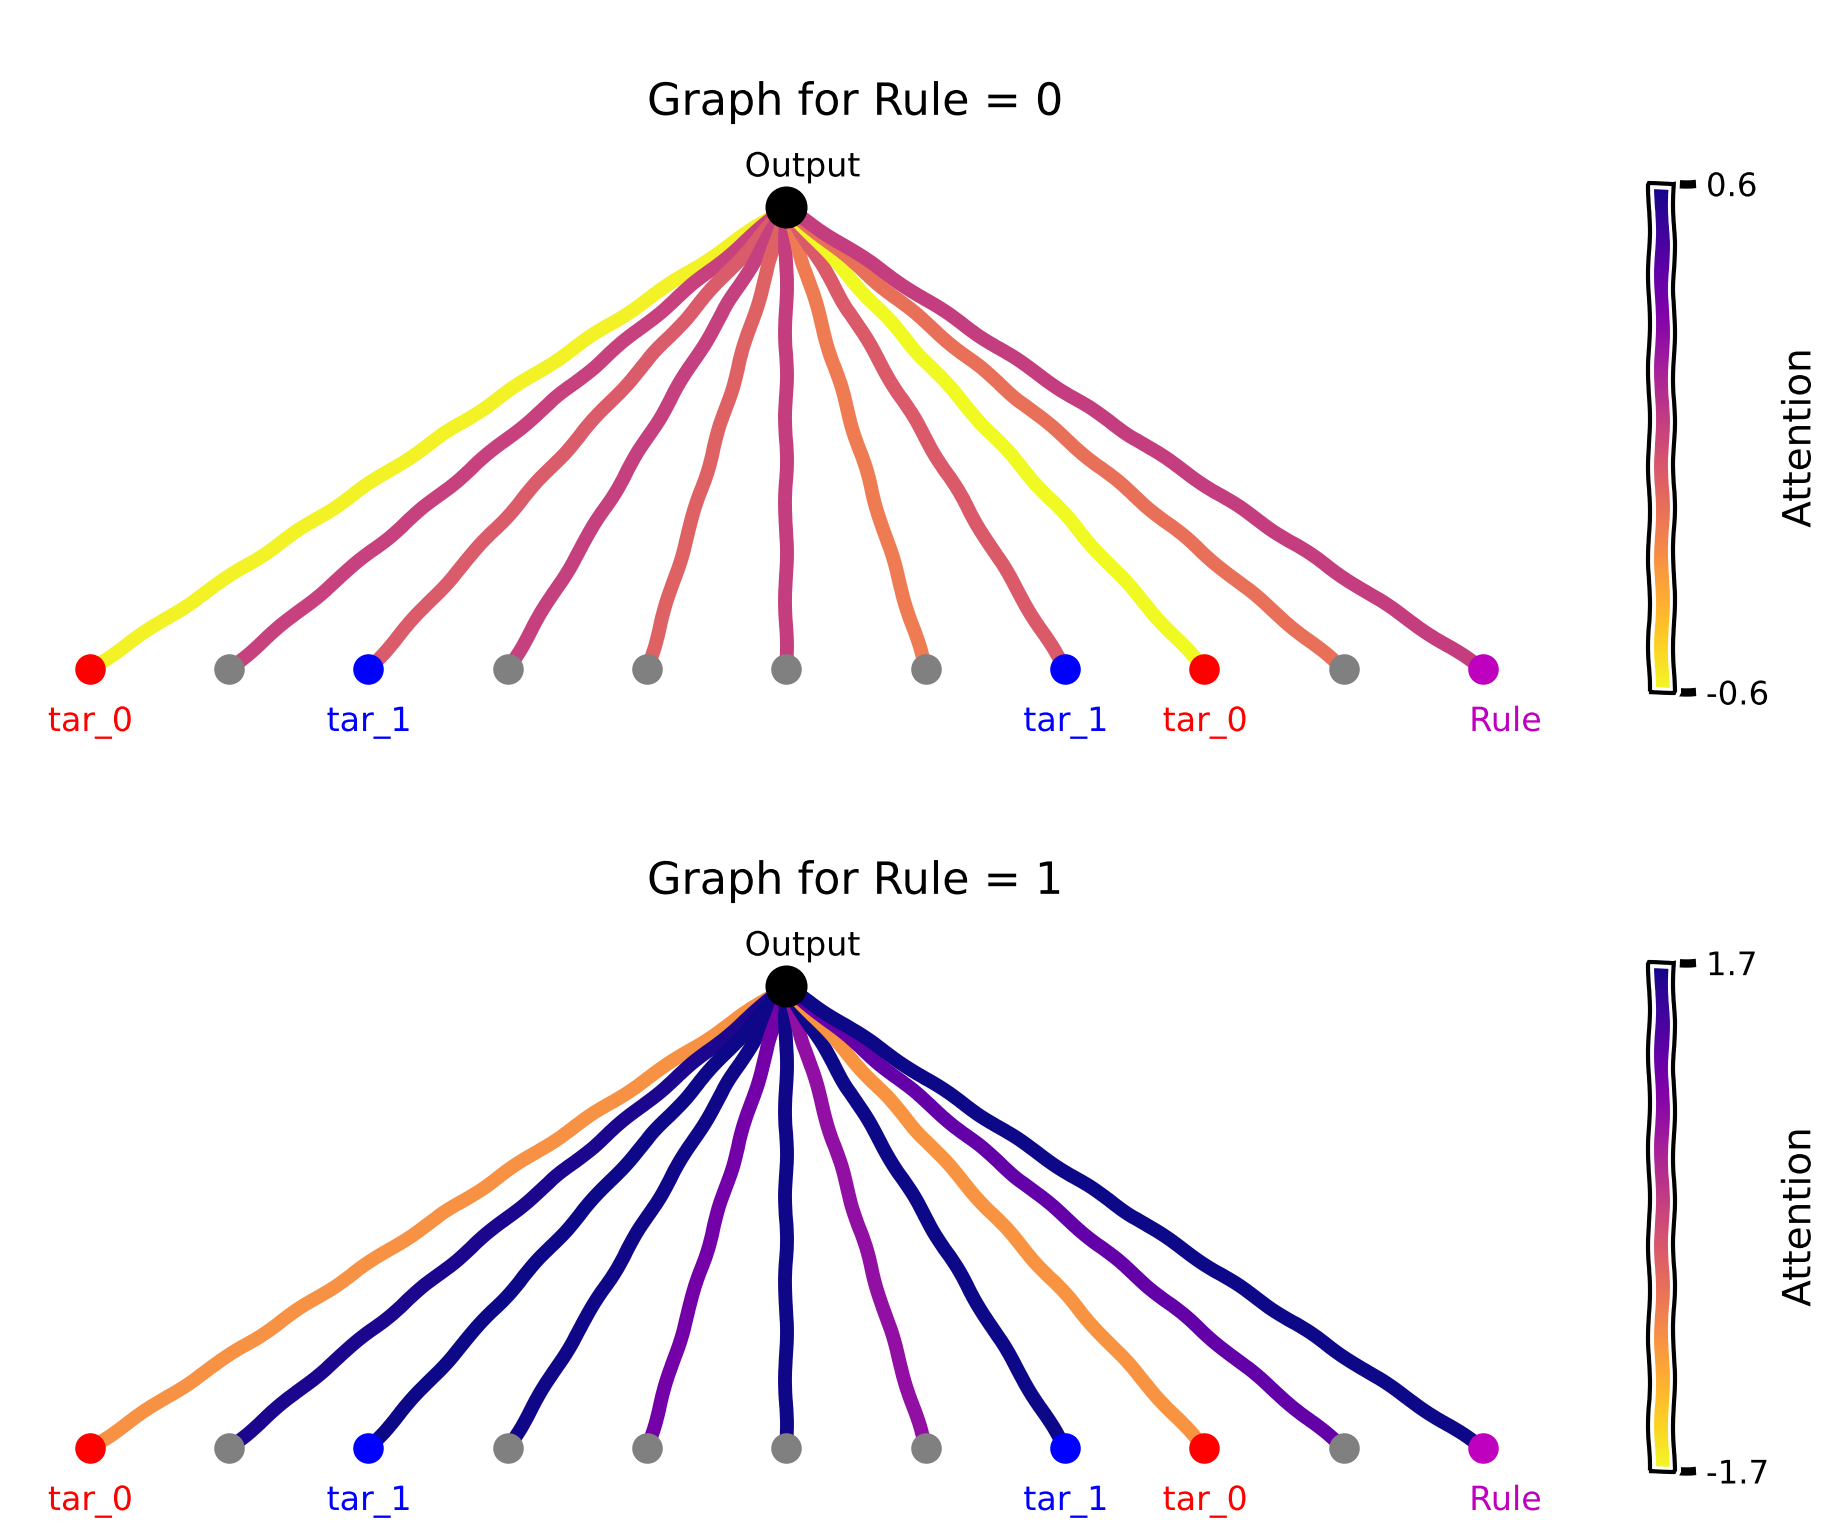 Graph for Rule = 0
Output
0.6
Attention
-0.6
tar_0
tar_1
tar_1
tar_0
Rule
Graph for Rule = 1
Output
1.7
Attention
-1.7
tar_0
tar_1
tar_1
tar_0
Rule